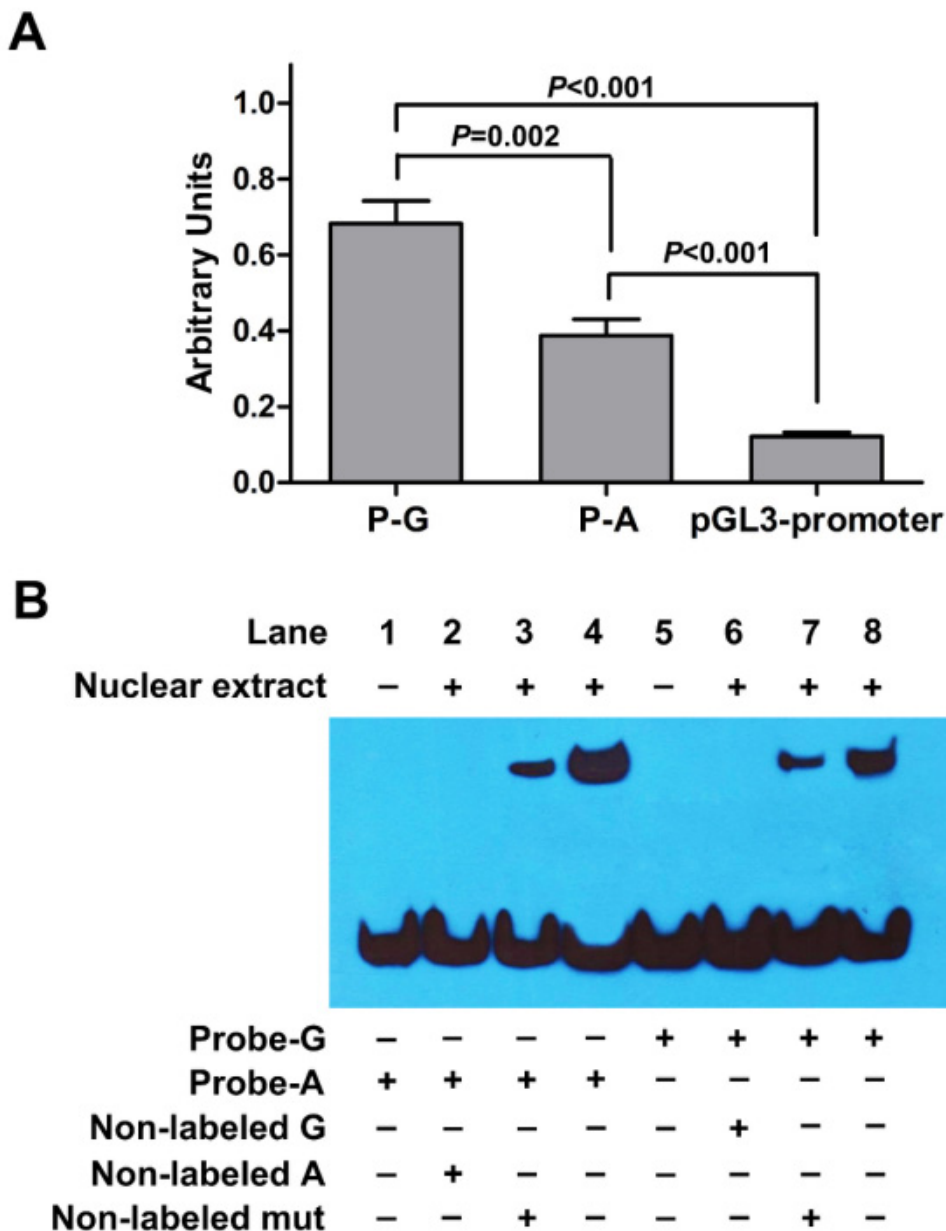 A
P<0.001
1.0
P=0.002
0.8
P<0.001
0.6
0.4
0.2
0.0
Arbitrary Units
P-G P-A pGL3-promoter
B
Lane 1 2 3 4 5 6 7 8
Nuclear extract − + + + − + + +
Probe-G − − − − + + + +
Probe-A + + + + − − − −
Non-labeled G − − − − − + − −
Non-labeled A − + − − − − − −
Non-labeled mut − − + − − − + −